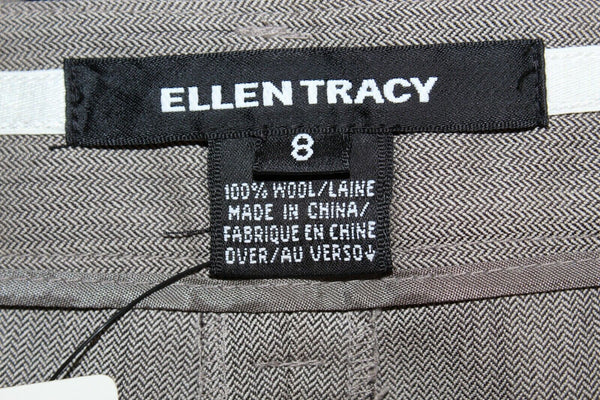 ELLEN TRACY
8
100% WOOL/LAINE
MADE IN CHINA/
FABRIQUE EN CHINE
OVER/AU VERSO↓